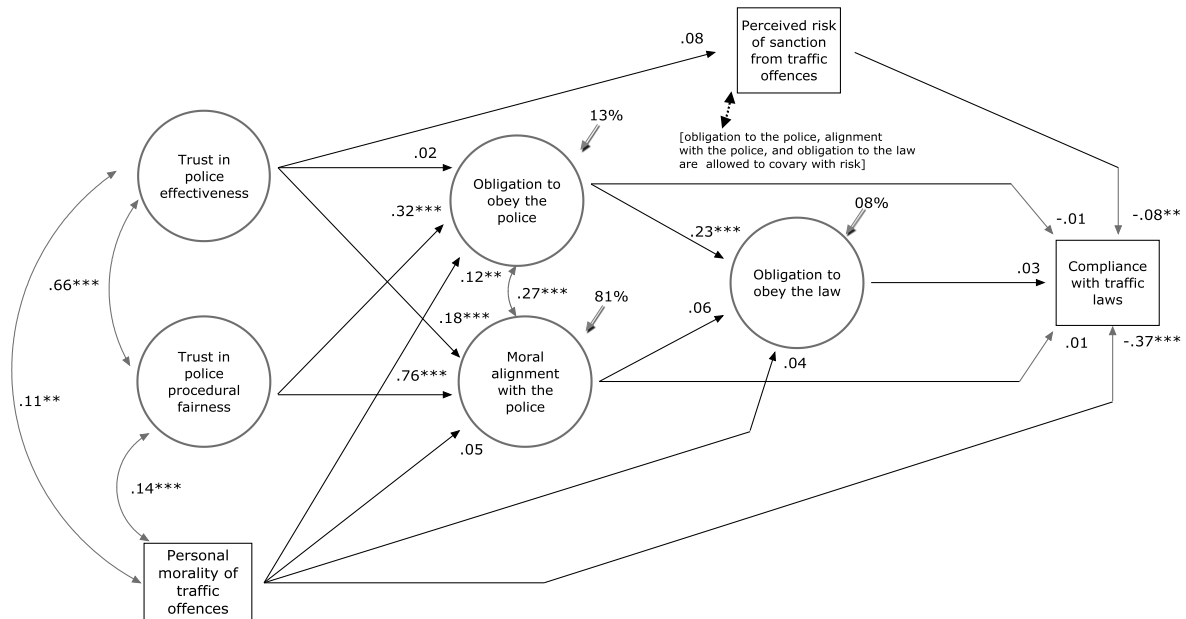 Perceived risk
of sanction
from traffic
offences
.08
13%
[obligation to the police, alignment
with the police, and obligation to the law
are allowed to covary with risk]
Trust in
police
effectiveness
.02
Obligation to
obey the
police
.32***
08%
-.01
-.08**
.23***
.66***
.12**
.27***
81%
Obligation to
obey the law
.03
Compliance
with traffic
laws
.06
.18***
Trust in
police
procedural
fairness
.76***
Moral
alignment
with the
police
.04
.01
-.37***
.11**
.05
.14***
Personal
morality of
traffic
offences